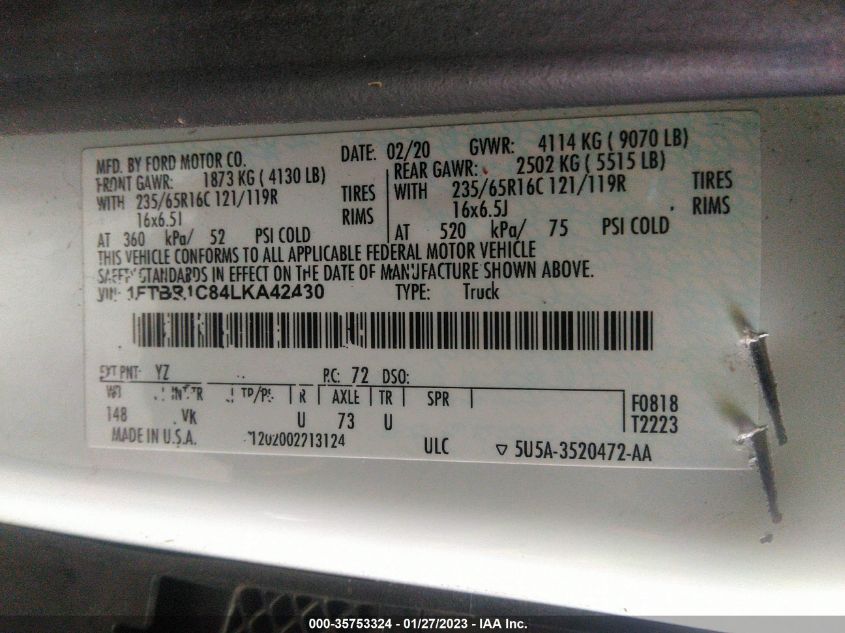 MFD. BY FORD MOTOR CO. DATE: 02/20 GVWR: 4114 KG ( 9070 LB)
FRONT GAWR: 1873 KG ( 4130 LB) REAR GAWR: 2502 KG ( 5515 LB)
WITH 235/65R16C 121/119R TIRES WITH 235/65R16C 121/119R TIRES
16x6.5J RIMS 16x6.5J RIMS
AT 360 kPa/ 52 PSI COLD AT 520 kPa/ 75 PSI COLD
THIS VEHICLE CONFORMS TO ALL APPLICABLE FEDERAL MOTOR VEHICLE
SAFETY STANDARDS IN EFFECT ON THE DATE OF MANUFACTURE SHOWN ABOVE.
VIN: 1FTBR1C84LKA42430 TYPE: Truck
EXT PNT: YZ RC: 72 DSO:
WB INT TR TP/PS R AXLE TR SPR F0818
148 VK U 73 U T2223
MADE IN U.S.A. ULC ▽ 5U5A-3520472-AA
000-35753324 - 01/27/2023 - IAA Inc.